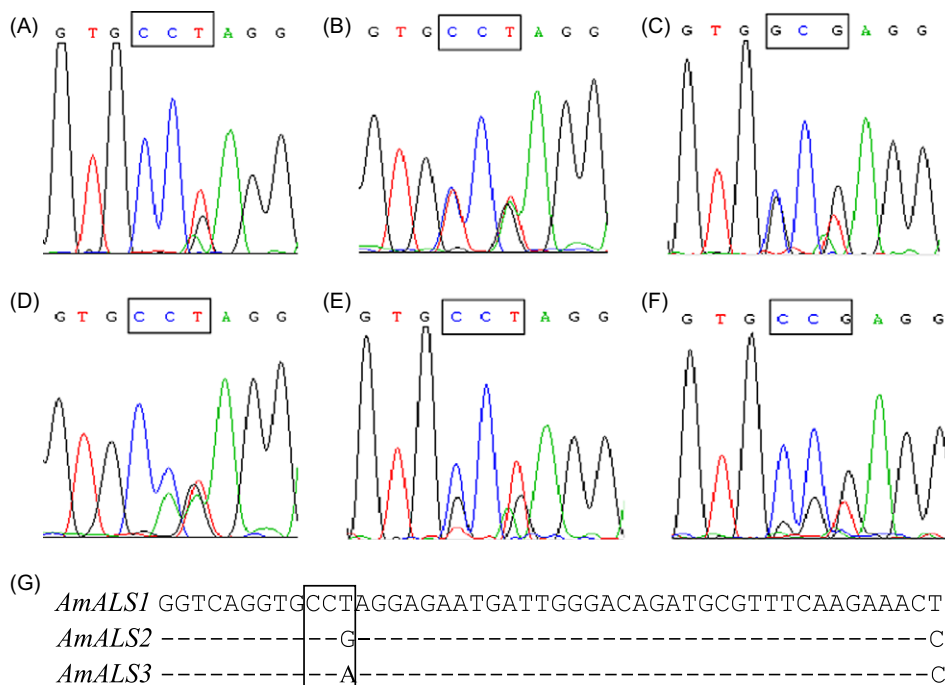 (A) G T G C C T A G G
(B) G T G C C T A G G
(C) G T G G C G A G G
(D) G T G C C T A G G
(E) G T G C C T A G G
(F) G T G C C G A G G
(G)
AmALS1 GGTCAGGTGCCTAGGAGAATGATTGGGACAGATGCGTTTCAAGAAACT
AmALS2 ------------G-----------------------------------C
AmALS3 ------------A-----------------------------------C